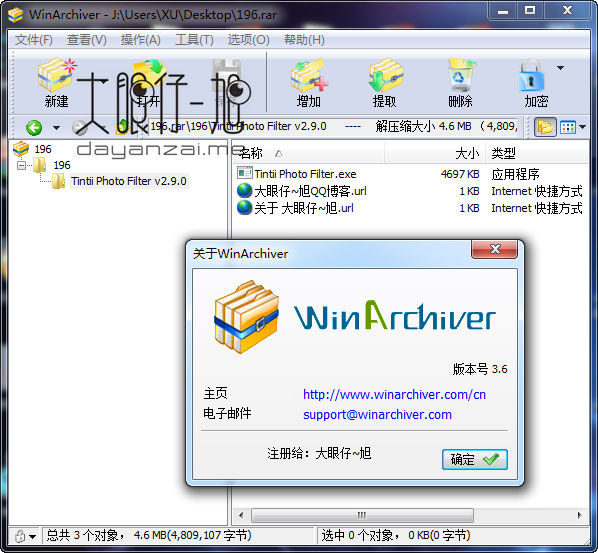 WinArchiver - J:\Users\XU\Desktop\196.rar
文件(F) 查看(V) 操作(A) 工具(T) 选项(O) 帮助(H)
新建 打开 增加 提取 删除 加密
大眼仔~旭
dayanzai.me
196.rar\196\Tintii Photo Filter v2.9.0 ---- 解压缩大小 4.6 MB (4,809,
196
196
Tintii Photo Filter v2.9.0
名称 大小 类型
Tintii Photo Filter.exe 4697 KB 应用程序
大眼仔~旭QQ博客.url 1 KB Internet 快捷方式
关于 大眼仔~旭.url 1 KB Internet 快捷方式
关于WinArchiver
WinArchiver
版本号 3.6
主页 http://www.winarchiver.com/cn
电子邮件 support@winarchiver.com
注册给: 大眼仔~旭
确定
总共 3 个对象, 4.6 MB(4,809,107 字节) 选中 0 个对象, 0 KB(0 字节)